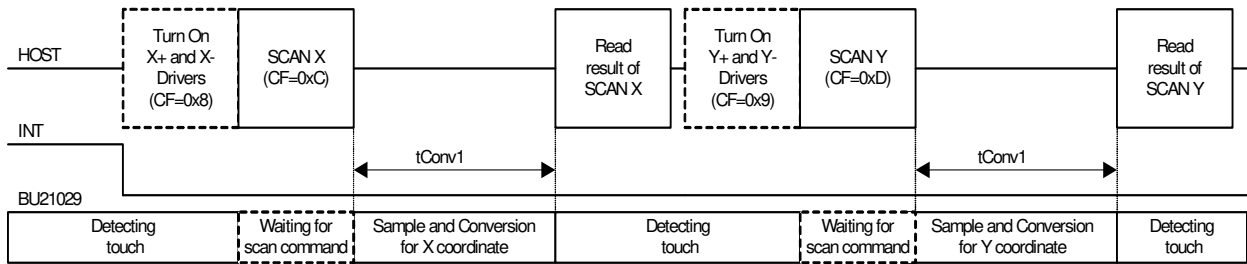 HOST
Turn On
X+ and X-
Drivers
(CF=0x8)
SCAN X
(CF=0xC)
Read
result of
SCAN X
Turn On
Y+ and Y-
Drivers
(CF=0x9)
SCAN Y
(CF=0xD)
Read
result of
SCAN Y
INT
tConv1
tConv1
BU21029
Detecting
touch
Waiting for
scan command
Sample and Conversion
for X coordinate
Detecting
touch
Waiting for
scan command
Sample and Conversion
for Y coordinate
Detecting
touch